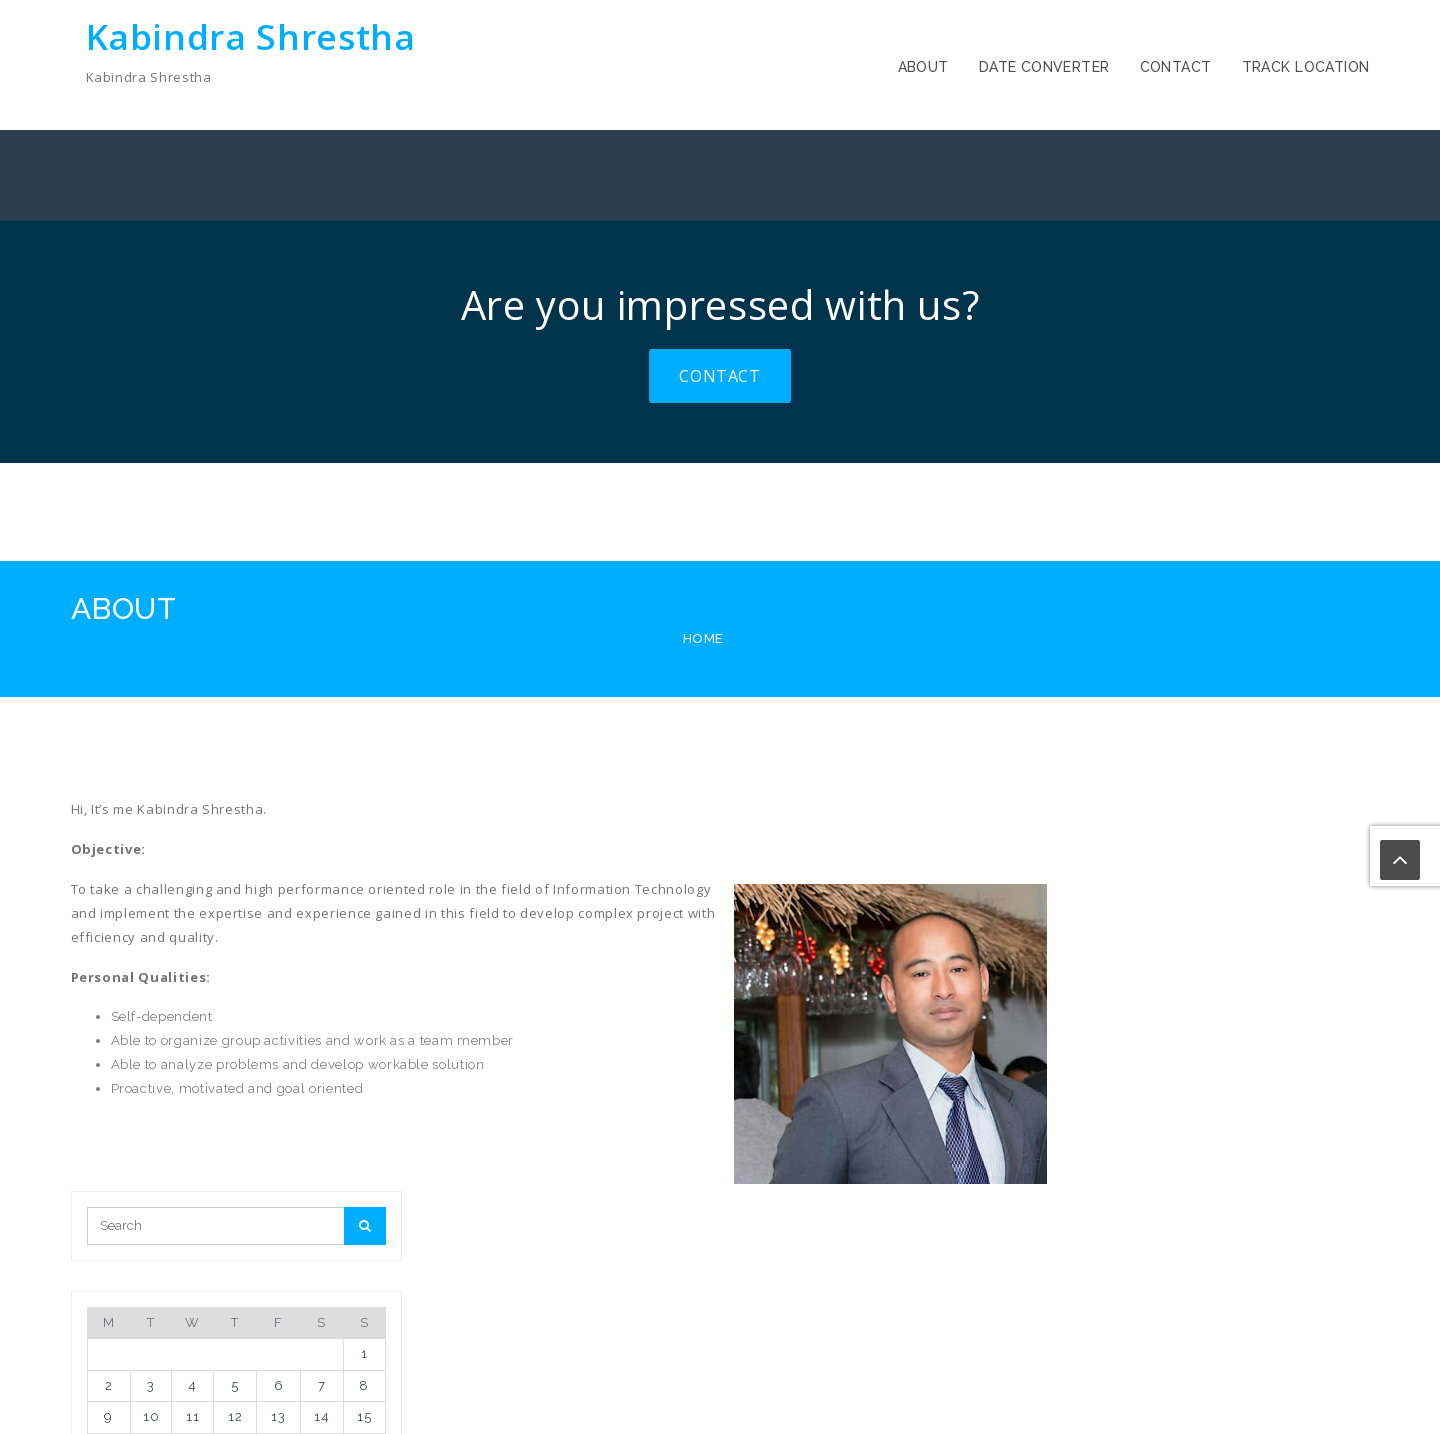 Kabindra Shrestha
Kabindra Shrestha
ABOUT DATE CONVERTER CONTACT TRACK LOCATION
Are you impressed with us?
CONTACT
ABOUT
HOME
Hi, It’s me Kabindra Shrestha.
Objective:
To take a challenging and high performance oriented role in the field of Information Technology
and implement the expertise and experience gained in this field to develop complex project with
efficiency and quality.
Personal Qualities:
Self-dependent
Able to organize group activities and work as a team member
Able to analyze problems and develop workable solution
Proactive, motivated and goal oriented
Search
M T W T F S S
1
2 3 4 5 6 7 8
9 10 11 12 13 14 15